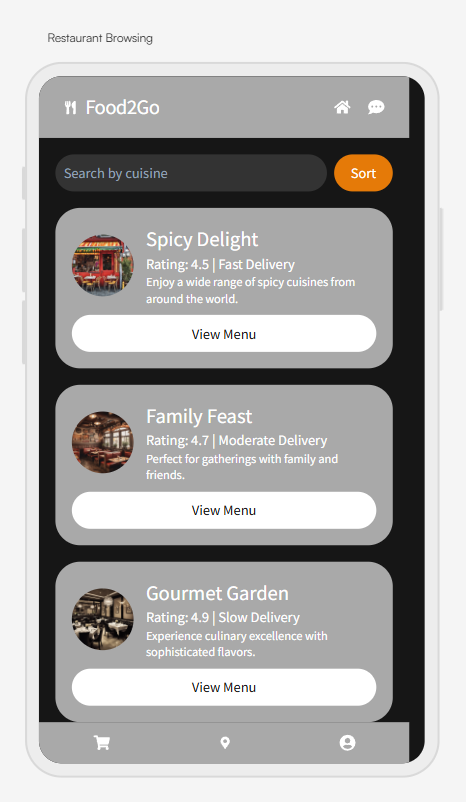 Restaurant Browsing
Food2Go
Search by cuisine
Sort
Spicy Delight
Rating: 4.5 | Fast Delivery
Enjoy a wide range of spicy cuisines from
around the world.
View Menu
Family Feast
Rating: 4.7 | Moderate Delivery
Perfect for gatherings with family and
friends.
View Menu
Gourmet Garden
Rating: 4.9 | Slow Delivery
Experience culinary excellence with
sophisticated flavors.
View Menu